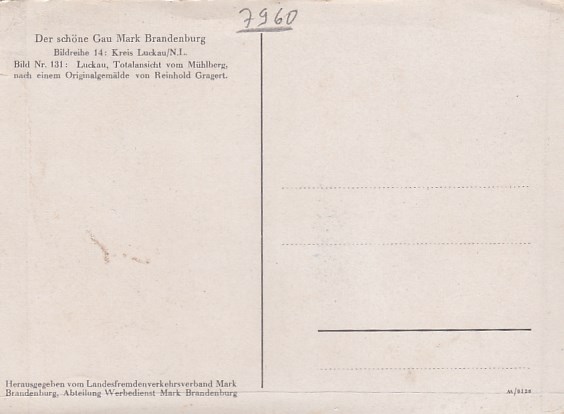 7960
Der schöne Gau Mark Brandenburg
Bildreihe 14: Kreis Luckau/N.L.
Bild Nr. 131: Luckau, Totalansicht vom Mühlberg,
nach einem Originalgemälde von Reinhold Gragert.
Herausgegeben vom Landesfremdenverkehrsverband Mark
Brandenburg, Abteilung Werbedienst Mark Brandenburg
M/0128